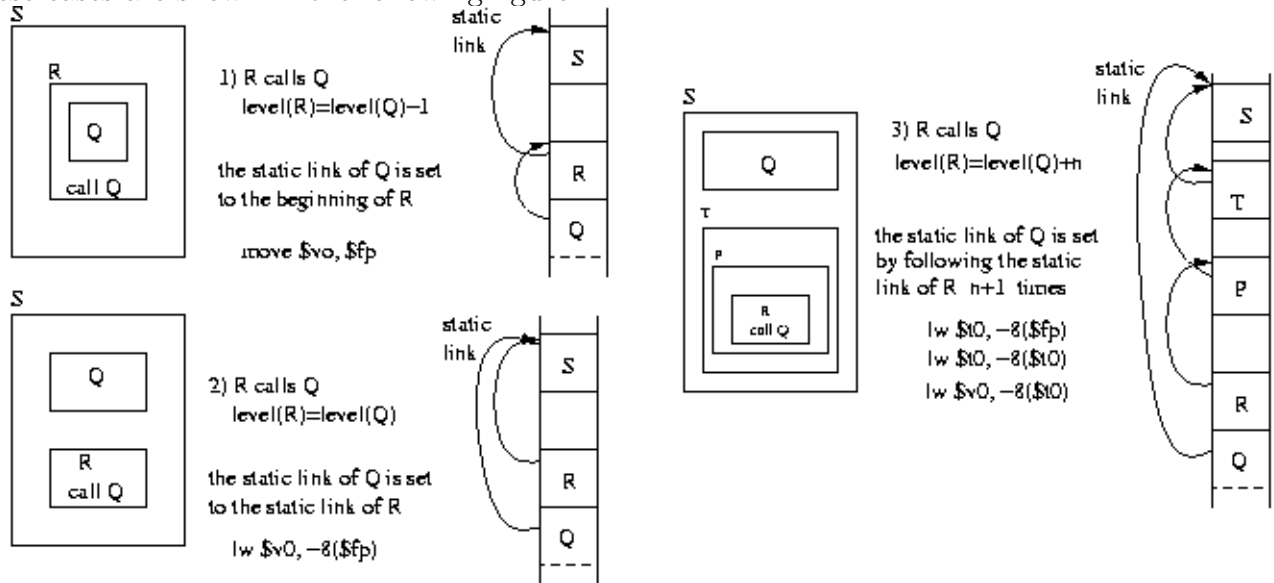 static
link
S
S
R
Q
call Q
1) R calls Q
level(R)=level(Q)−1
the static link of Q is set
to the beginning of R
move $vo, $fp
R
Q
S
Q
R
call Q
2) R calls Q
level(R)=level(Q)
the static link of Q is set
to the static link of R
lw $v0, −8($fp)
static
link
S
R
Q
S
Q
T
P
R
call Q
3) R calls Q
level(R)=level(Q)+n
the static link of Q is set
by following the static
link of R n+1 times
lw $t0, −8($fp)
lw $t0, −8($t0)
lw $v0, −8($t0)
static
link
S
T
P
R
Q